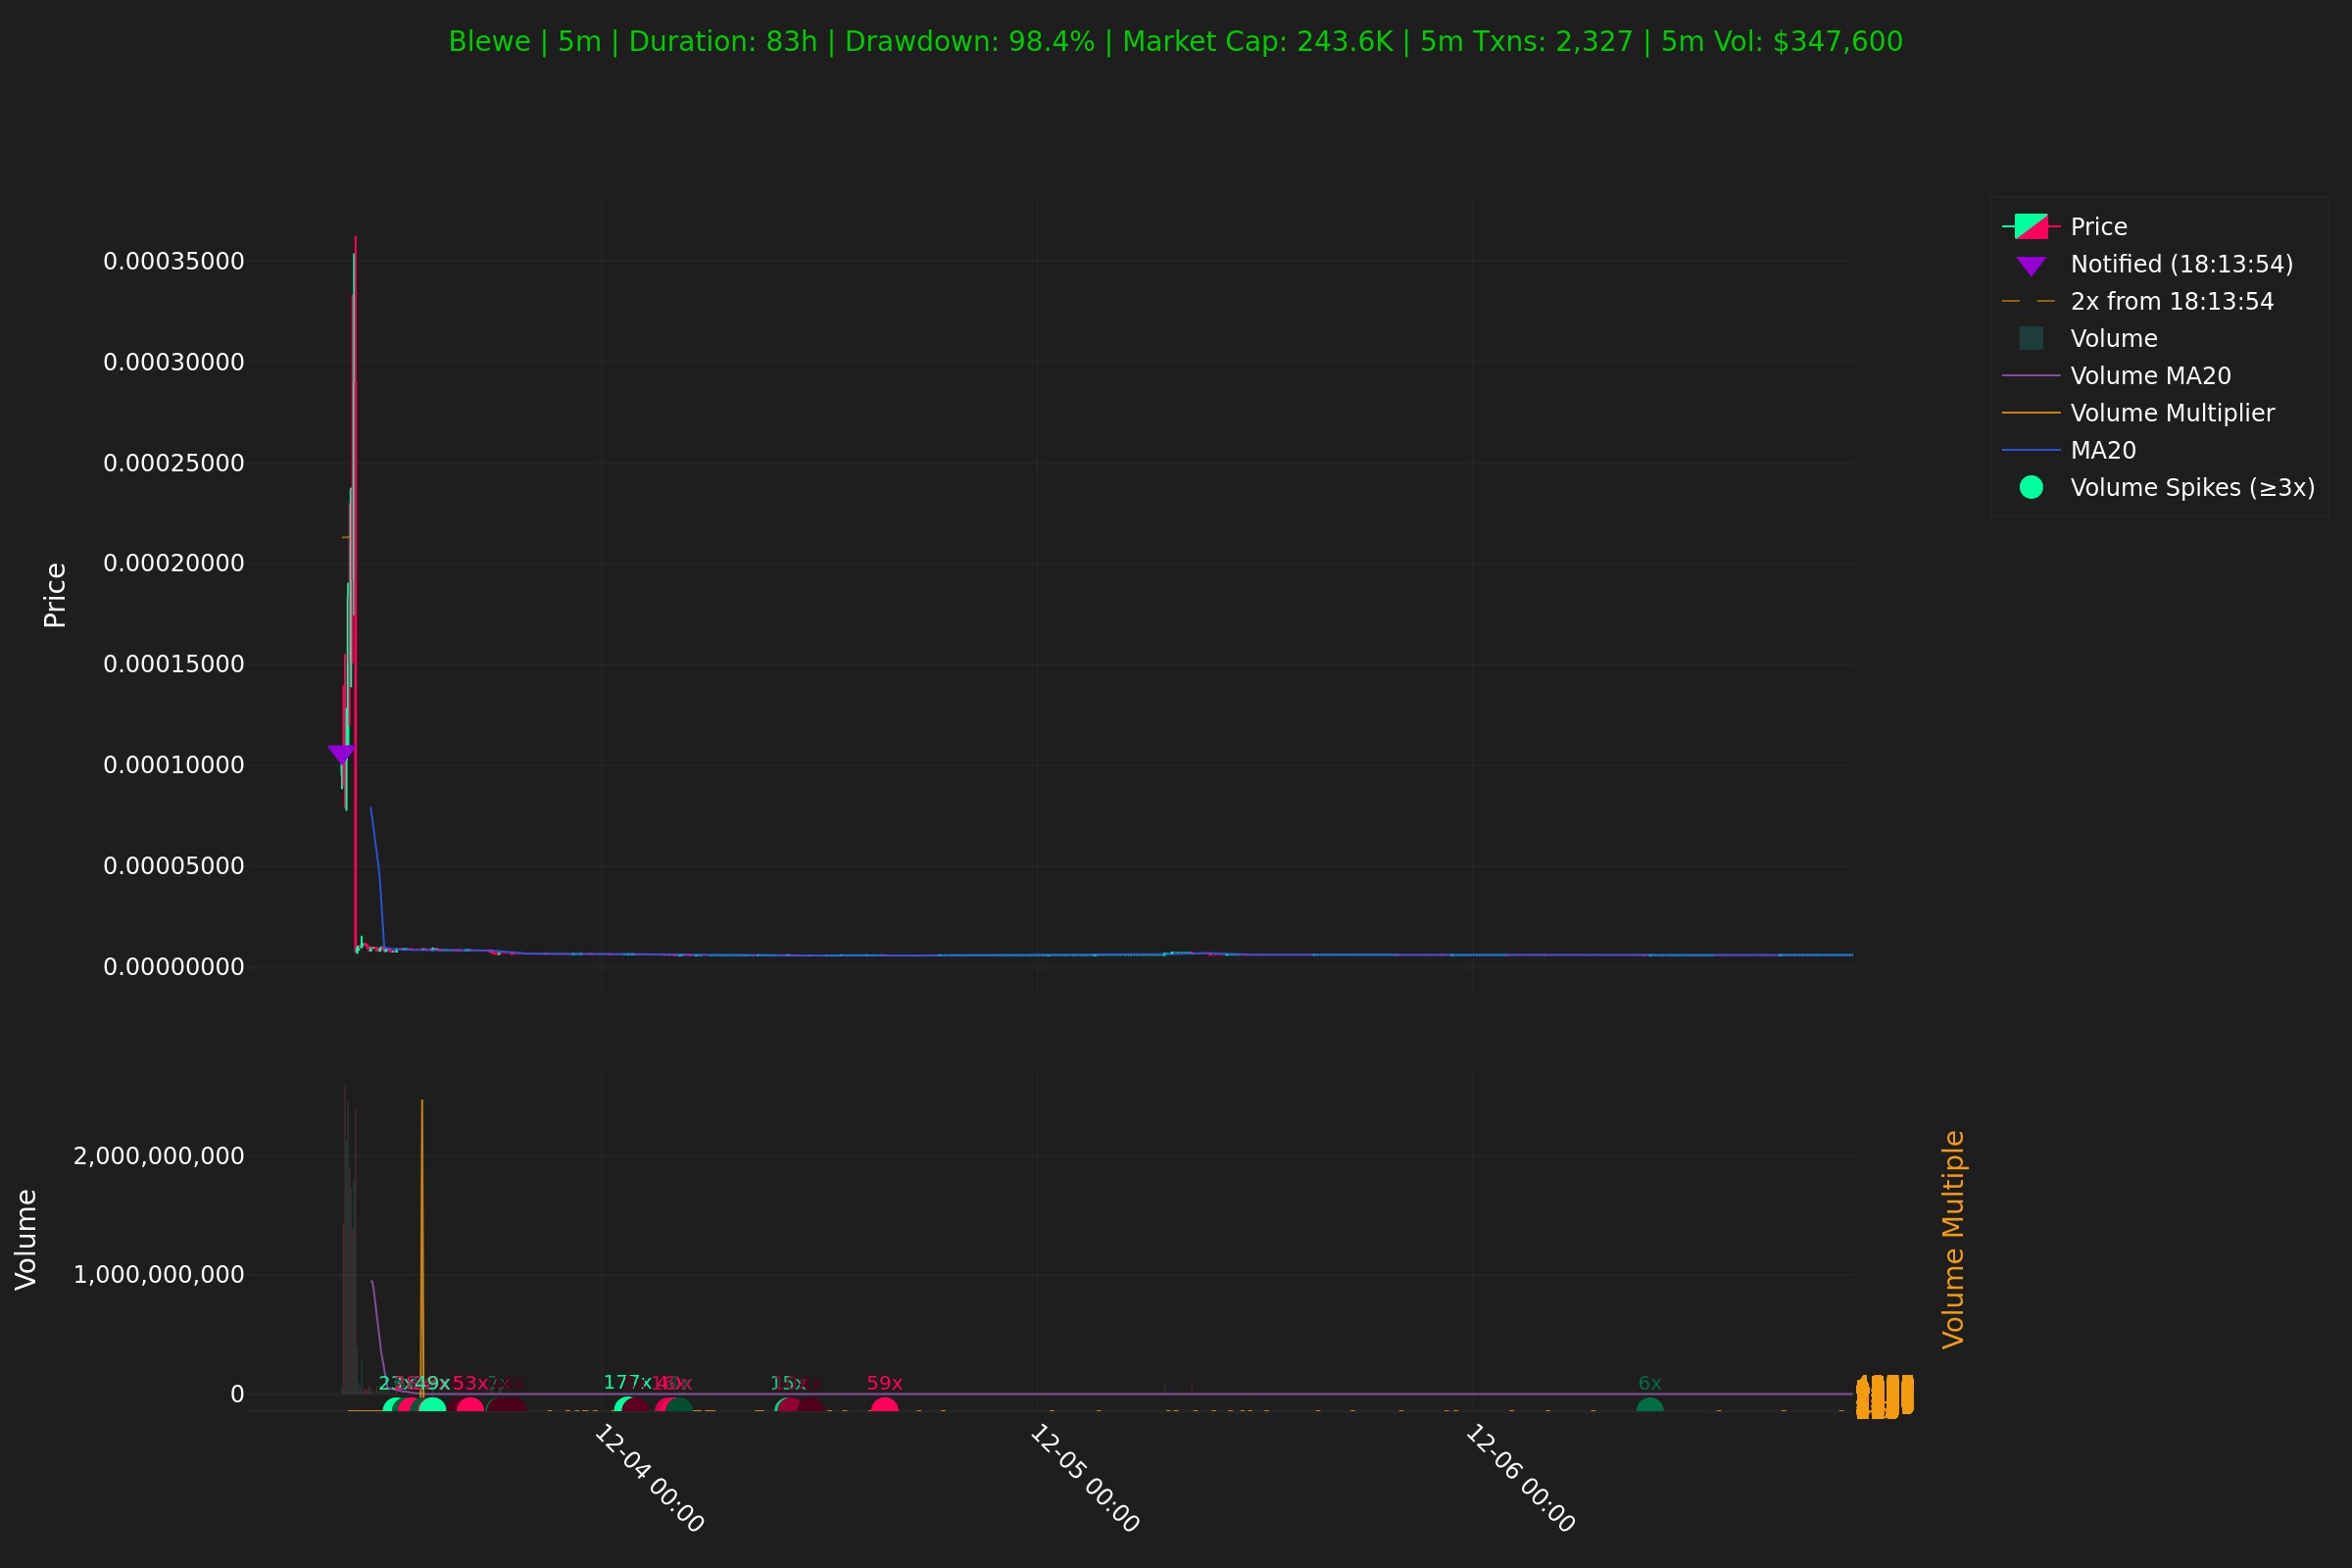 Blewe | 5m | Duration: 83h | Drawdown: 98.4% | Market Cap: 243.6K | 5m Txns: 2,327 | 5m Vol: $347,600
Price
0.00035000
0.00030000
0.00025000
0.00020000
0.00015000
0.00010000
0.00005000
0.00000000
Price
Notified (18:13:54)
2x from 18:13:54
Volume
Volume MA20
Volume Multiplier
MA20
Volume Spikes (≥3x)
Volume
2,000,000,000
1,000,000,000
0
23x
49x
53x
177x
15x
59x
6x
Volume Multiple
12-04 00:00
12-05 00:00
12-06 00:00